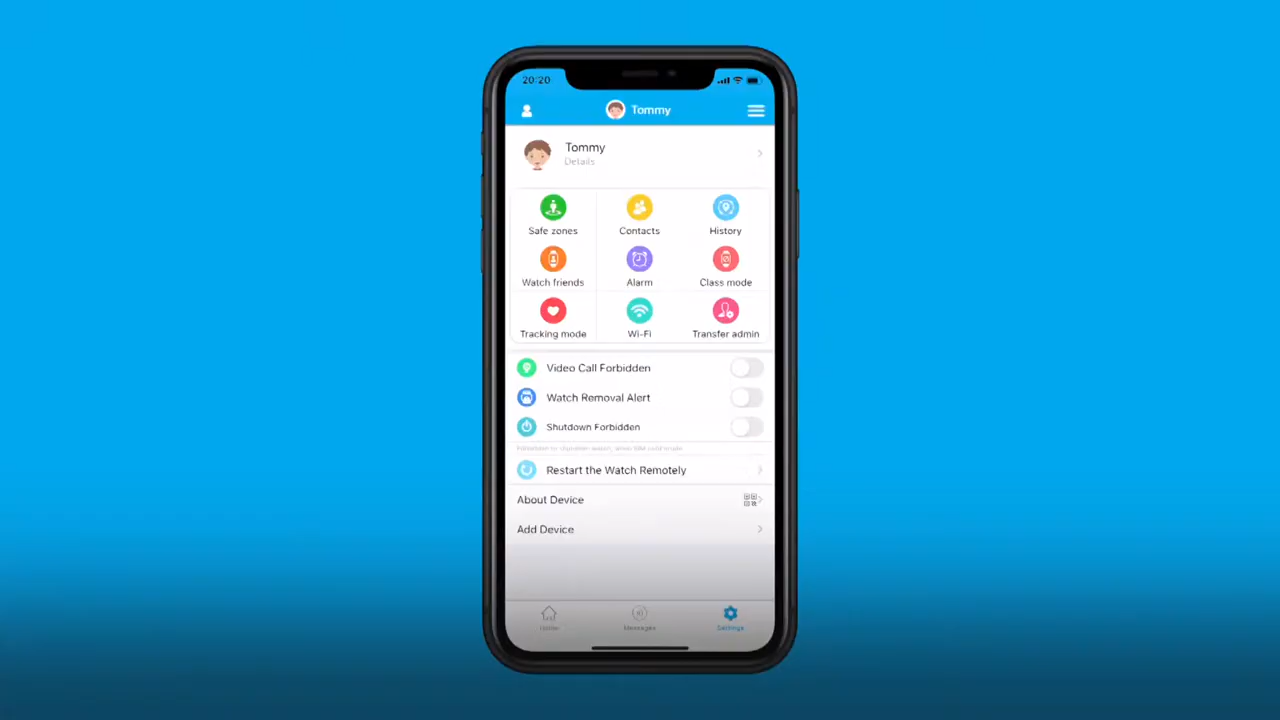 20:20
Tommy
Tommy
Details
Safe zones Contacts History
Watch friends Alarm Class mode
Tracking mode Wi-Fi Transfer admin
Video Call Forbidden
Watch Removal Alert
Shutdown Forbidden
Restart the Watch Remotely
About Device
Add Device
Home Messages Settings